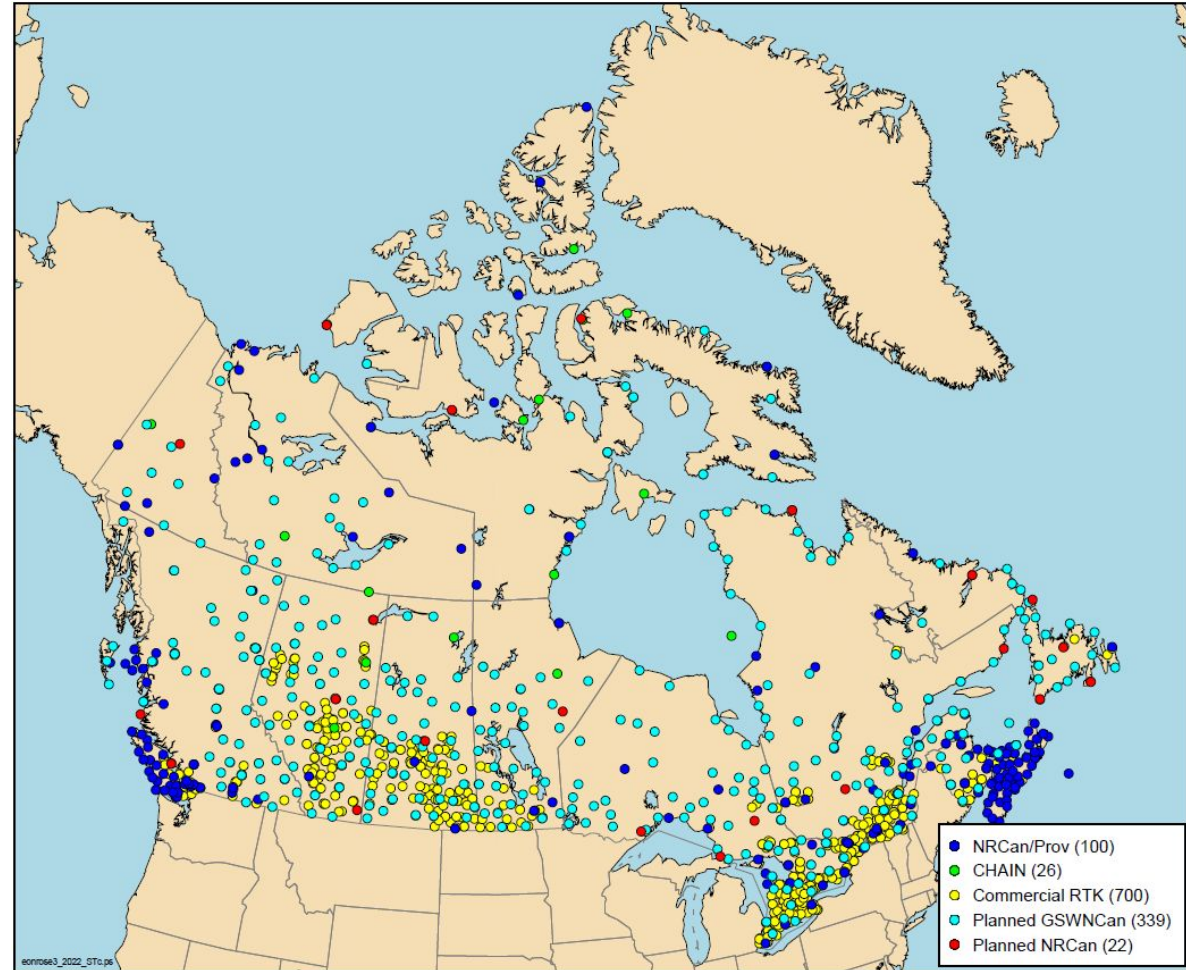 NRCan/Prov (100)
CHAIN (26)
Commercial RTK (700)
Planned GSWNCan (339)
Planned NRCan (22)
eonrose3_2022_STc.ps